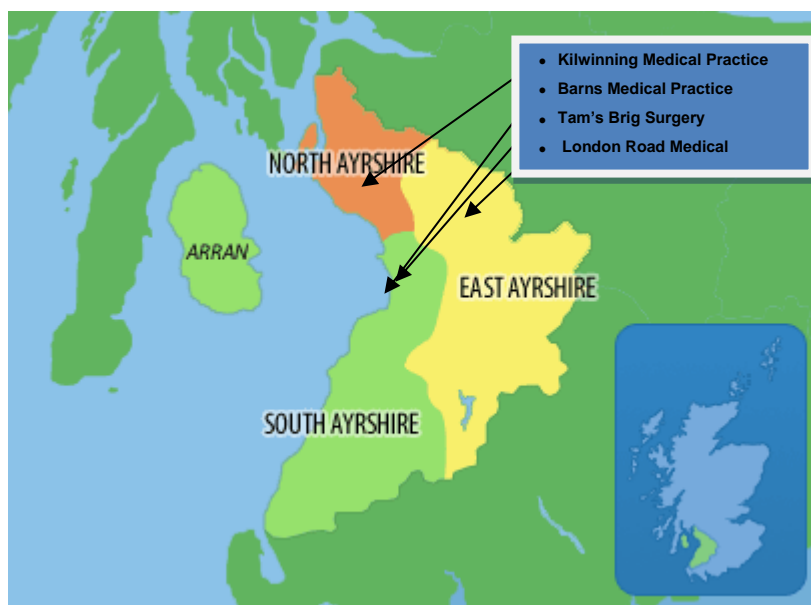 • Kilwinning Medical Practice
• Barns Medical Practice
• Tam's Brig Surgery
• London Road Medical
NORTH AYRSHIRE
ARRAN
EAST AYRSHIRE
SOUTH AYRSHIRE